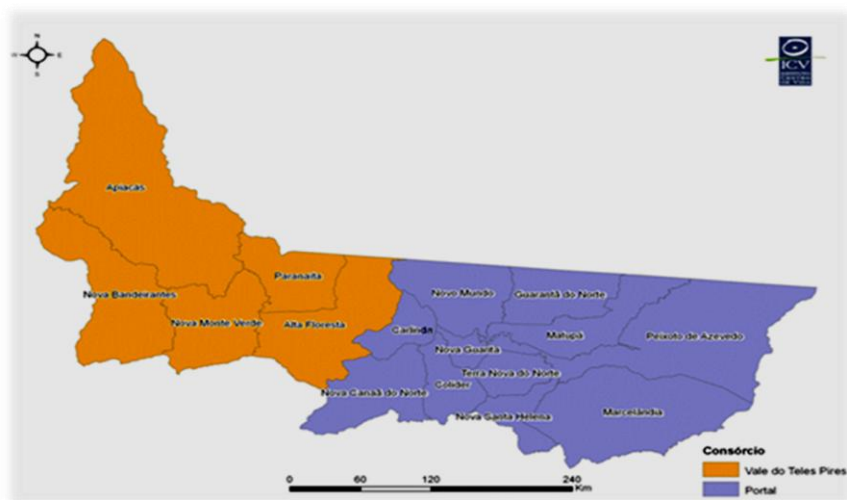 N
W E
S
ICV
Apiacás
Paranaíta
Nova Bandeirantes
Nova Monte Verde
Alta Floresta
Novo Mundo
Guarantã do Norte
Carlinda
Matupá
Peixoto de Azevedo
Nova Guarita
Terra Nova do Norte
Colider
Nova Canaã do Norte
Nova Santa Helena
Marcelândia
Consórcio
Vale do Teles Pires
Portal
0 60 120 240
Km